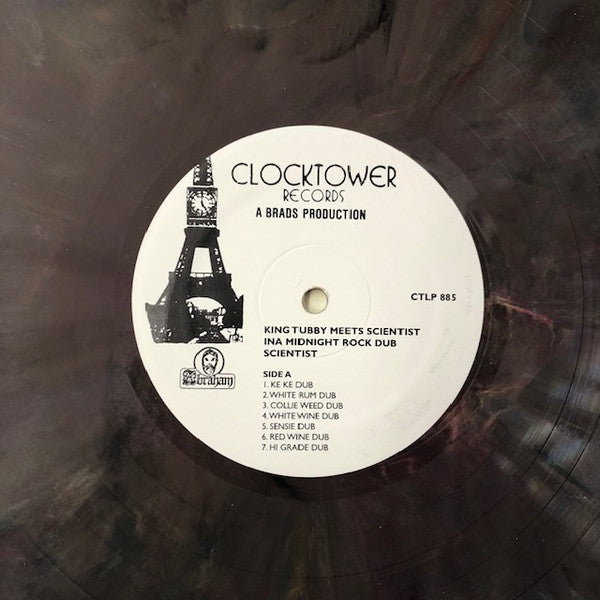 CLOCKTOWER
RECORDS
A BRADS PRODUCTION
CTLP 885
KING TUBBY MEETS SCIENTIST
INA MIDNIGHT ROCK DUB
SCIENTIST
Abraham
SIDE A
1. KE KE DUB
2. WHITE RUM DUB
3. COLLIE WEED DUB
4. WHITE WINE DUB
5. SENSIE DUB
6. RED WINE DUB
7. HI GRADE DUB